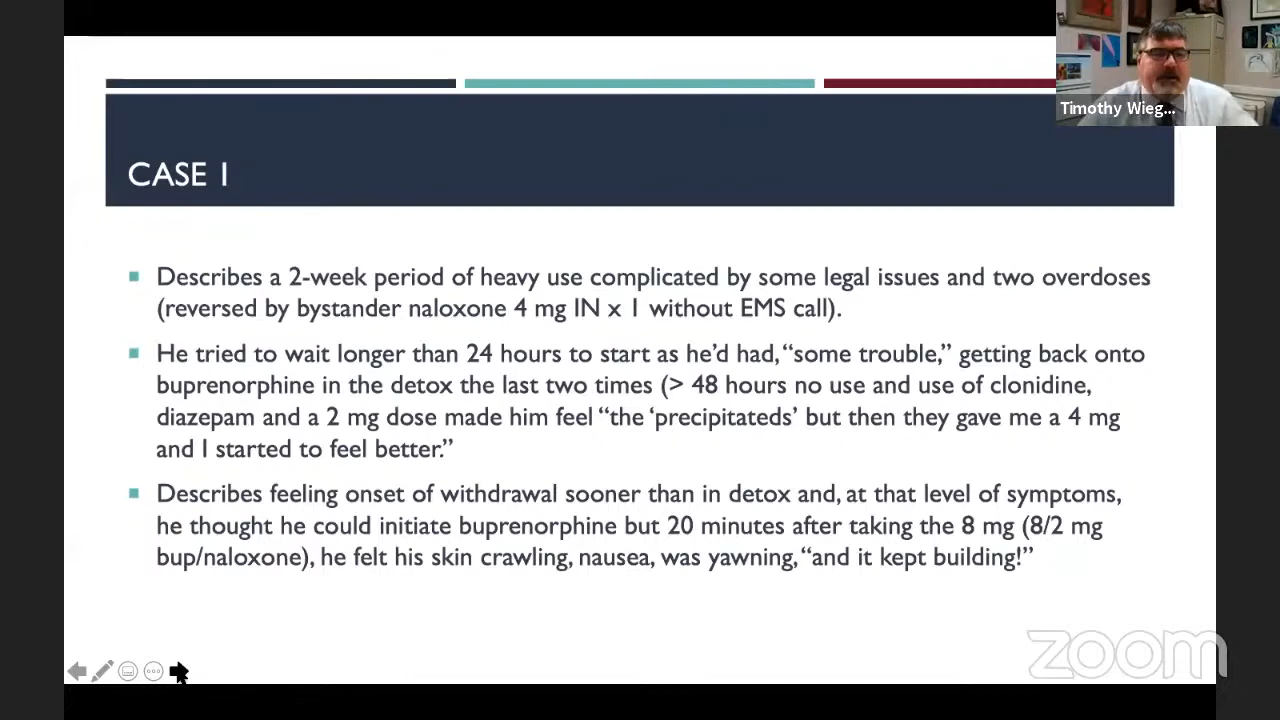 Timothy Wieg...
CASE 1
Describes a 2-week period of heavy use complicated by some legal issues and two overdoses
(reversed by bystander naloxone 4 mg IN x 1 without EMS call).
He tried to wait longer than 24 hours to start as he'd had, “some trouble,” getting back onto
buprenorphine in the detox the last two times (> 48 hours no use and use of clonidine,
diazepam and a 2 mg dose made him feel “the ‘precipitateds’ but then they gave me a 4 mg
and I started to feel better.”
Describes feeling onset of withdrawal sooner than in detox and, at that level of symptoms,
he thought he could initiate buprenorphine but 20 minutes after taking the 8 mg (8/2 mg
bup/naloxone), he felt his skin crawling, nausea, was yawning, “and it kept building!”
zoom